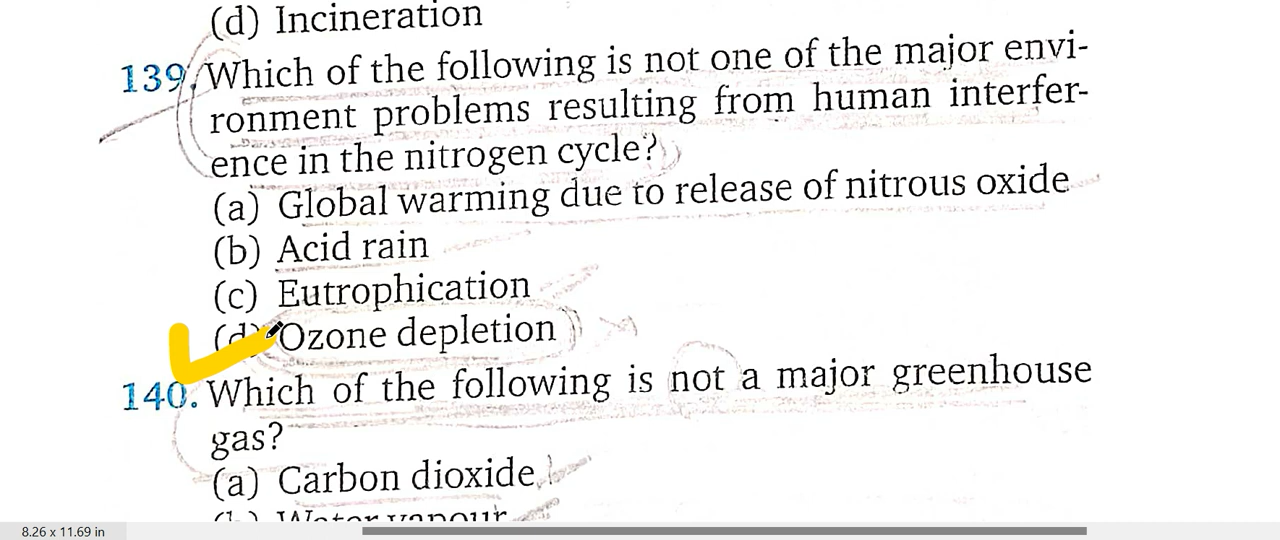 (d) Incineration
139. Which of the following is not one of the major envi-
ronment problems resulting from human interfer-
ence in the nitrogen cycle?
(a) Global warming due to release of nitrous oxide
(b) Acid rain
(c) Eutrophication
(d) Ozone depletion
140. Which of the following is not a major greenhouse
gas?
(a) Carbon dioxide
(b) Water vapour
8.26 x 11.69 in